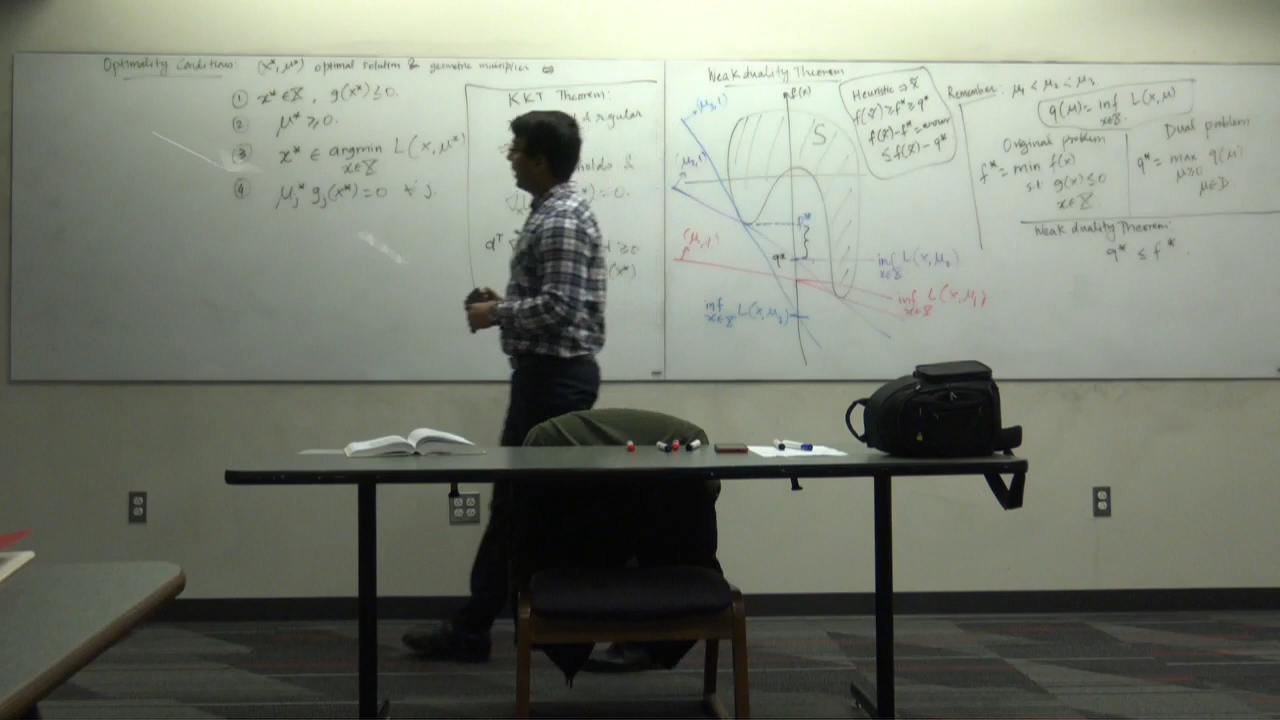 Optimality Conditions: (x*, μ*) optimal solution & geometric multiplier ⇔
① x* ∈ X, g(x*) ≤ 0.
② μ* ≥ 0.
③ x* ∈ argmin L(x, μ*)
x∈X
④ μj* gj(x*) = 0 ∀ j.
KKT Theorem:
regular
holds &
) = 0.
dᵀ
≥ 0
(x*)
Weak duality Theorem
f(x)
S
(μ3,1)
(μ2,1)
(μ1,1)
f*
q*
inf L(x, μ2)
x∈X
inf L(x, μ1)
x∈X
inf L(x, μ3)
x∈X
Heuristic → x̄
f(x̄) ≥ f* ≥ q*
f(x̄) - f* = error
≤ f(x̄) - q*
Remember: μ1 < μ2 < μ3
q(μ) = inf L(x, μ)
x∈X
Original problem
f* = min f(x)
s.t. g(x) ≤ 0
x∈X
Dual problem
q* = max q(μ)
μ≥0
μ∈D
Weak duality Theorem:
q* ≤ f*.